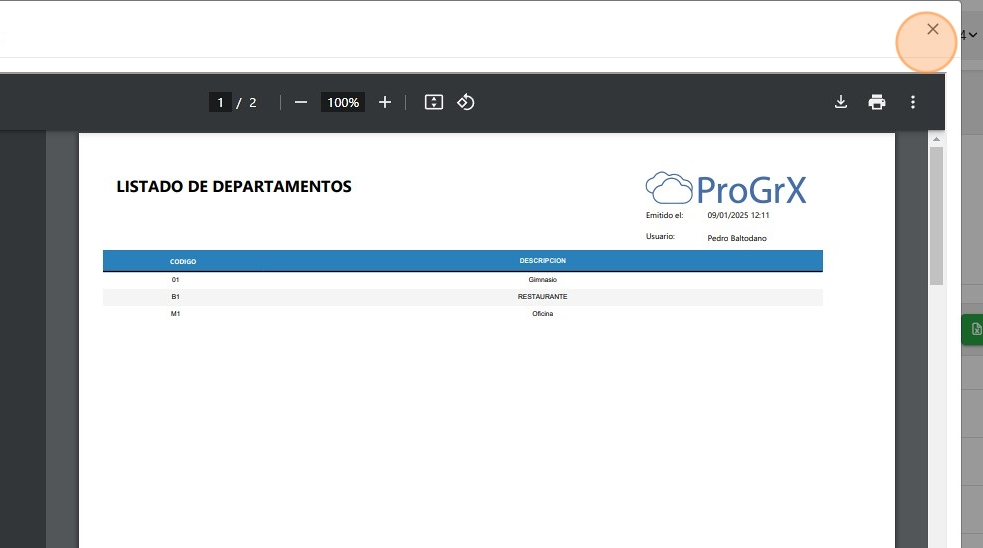 4
1 / 2 100%
LISTADO DE DEPARTAMENTOS
ProGrX
Emitido el: 09/01/2025 12:11
Usuario: Pedro Baltodano
CODIGO DESCRIPCION
01 Gimnasio
B1 RESTAURANTE
M1 Oficina